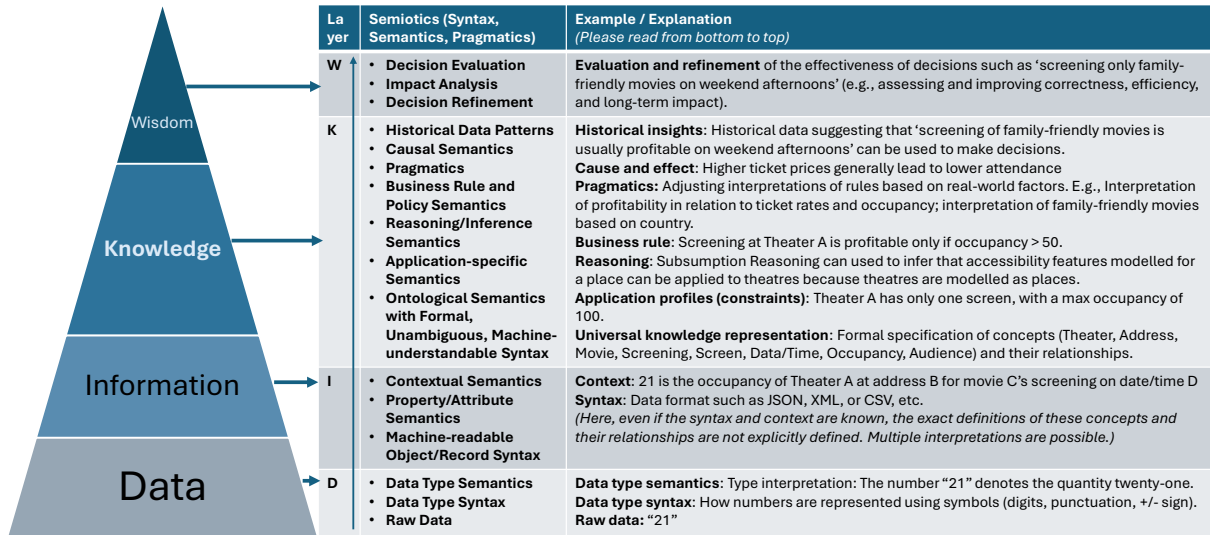 Wisdom
Knowledge
Information
Data
La
yer
Semiotics (Syntax,
Semantics, Pragmatics)
Example / Explanation
(Please read from bottom to top)
W
• Decision Evaluation
• Impact Analysis
• Decision Refinement
Evaluation and refinement of the effectiveness of decisions such as ‘screening only family-
friendly movies on weekend afternoons’ (e.g., assessing and improving correctness, efficiency,
and long-term impact).
K
• Historical Data Patterns
• Causal Semantics
• Pragmatics
• Business Rule and
Policy Semantics
• Reasoning/Inference
Semantics
• Application-specific
Semantics
• Ontological Semantics
with Formal,
Unambiguous, Machine-
understandable Syntax
Historical insights: Historical data suggesting that ‘screening of family-friendly movies is
usually profitable on weekend afternoons’ can be used to make decisions.
Cause and effect: Higher ticket prices generally lead to lower attendance
Pragmatics: Adjusting interpretations of rules based on real-world factors. E.g., Interpretation
of profitability in relation to ticket rates and occupancy; interpretation of family-friendly movies
based on country.
Business rule: Screening at Theater A is profitable only if occupancy > 50.
Reasoning: Subsumption Reasoning can used to infer that accessibility features modelled for
a place can be applied to theatres because theatres are modelled as places.
Application profiles (constraints): Theater A has only one screen, with a max occupancy of
100.
Universal knowledge representation: Formal specification of concepts (Theater, Address,
Movie, Screening, Screen, Data/Time, Occupancy, Audience) and their relationships.
I
• Contextual Semantics
• Property/Attribute
Semantics
• Machine-readable
Object/Record Syntax
Context: 21 is the occupancy of Theater A at address B for movie C’s screening on date/time D
Syntax: Data format such as JSON, XML, or CSV, etc.
(Here, even if the syntax and context are known, the exact definitions of these concepts and
their relationships are not explicitly defined. Multiple interpretations are possible.)
D
• Data Type Semantics
• Data Type Syntax
• Raw Data
Data type semantics: Type interpretation: The number “21” denotes the quantity twenty-one.
Data type syntax: How numbers are represented using symbols (digits, punctuation, +/- sign).
Raw data: “21”